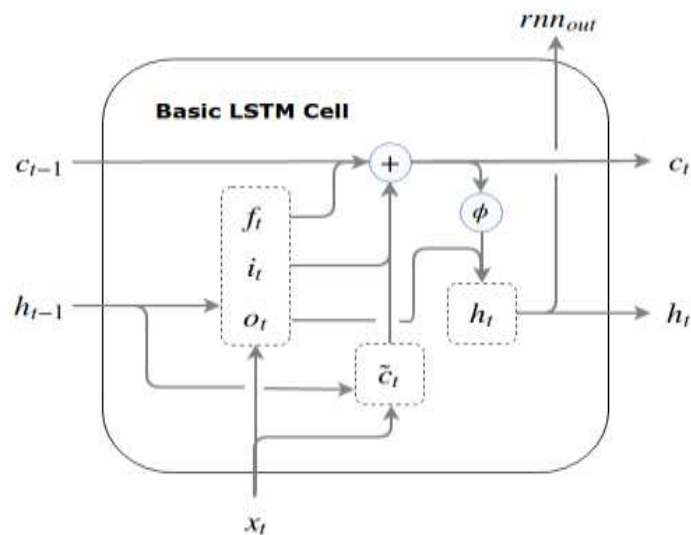 rnn_out
Basic LSTM Cell
c_{t-1} + c_t
f_t ϕ
i_t
h_{t-1} o_t h_t h_t
c̃_t
x_t